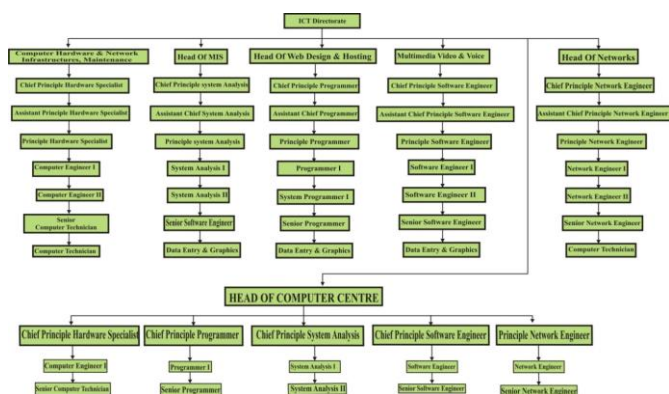 ICT Directorate
Computer Hardware & Network
Infrastructures, Maintenance
Head Of MIS
Head Of Web Design & Hosting
Multimedia Video & Voice
Head Of Networks
Chief Principle Hardware Specialist
Chief Principle system Analysis
Chief Principle Programmer
Chief Principle Software Engineer
Chief Principle Network Engineer
Assistant Principle Hardware Specialist
Assistant Chief System Analysis
Assistant Chief Programmer
Assistant Chief Principle Software Engineer
Assistant Chief Principle Network Engineer
Principle Hardware Specialist
Principle system Analysis
Principle Programmer
Principle Software Engineer
Principle Network Engineer
Computer Engineer I
System Analysis I
Programmer I
Software Engineer I
Network Engineer I
Computer Engineer II
System Analysis II
System Programmer I
Software Engineer II
Network Engineer II
Senior
Computer Technician
Senior Software Engineer
Senior Programmer
Senior Software Engineer
Senior Network Engineer
Computer Technician
Data Entry & Graphics
Data Entry & Graphics
Data Entry & Graphics
Computer Technician
HEAD OF COMPUTER CENTRE
Chief Principle Hardware Specialist
Chief Principle Programmer
Chief Principle System Analysis
Chief Principle Software Engineer
Principle Network Engineer
Computer Engineer I
Programmer I
System Analysis I
Software Engineer
Network Engineer
Senior Computer Technician
Senior Programmer
System Analysis II
Senior Software Engineer
Senior Network Engineer